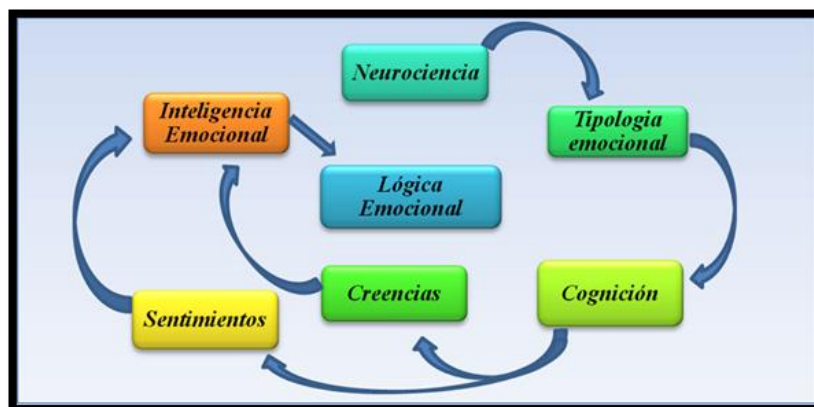 Neurociencia
Inteligencia
Emocional
Tipologia
emocional
Lógica
Emocional
Creencias
Cognición
Sentimientos